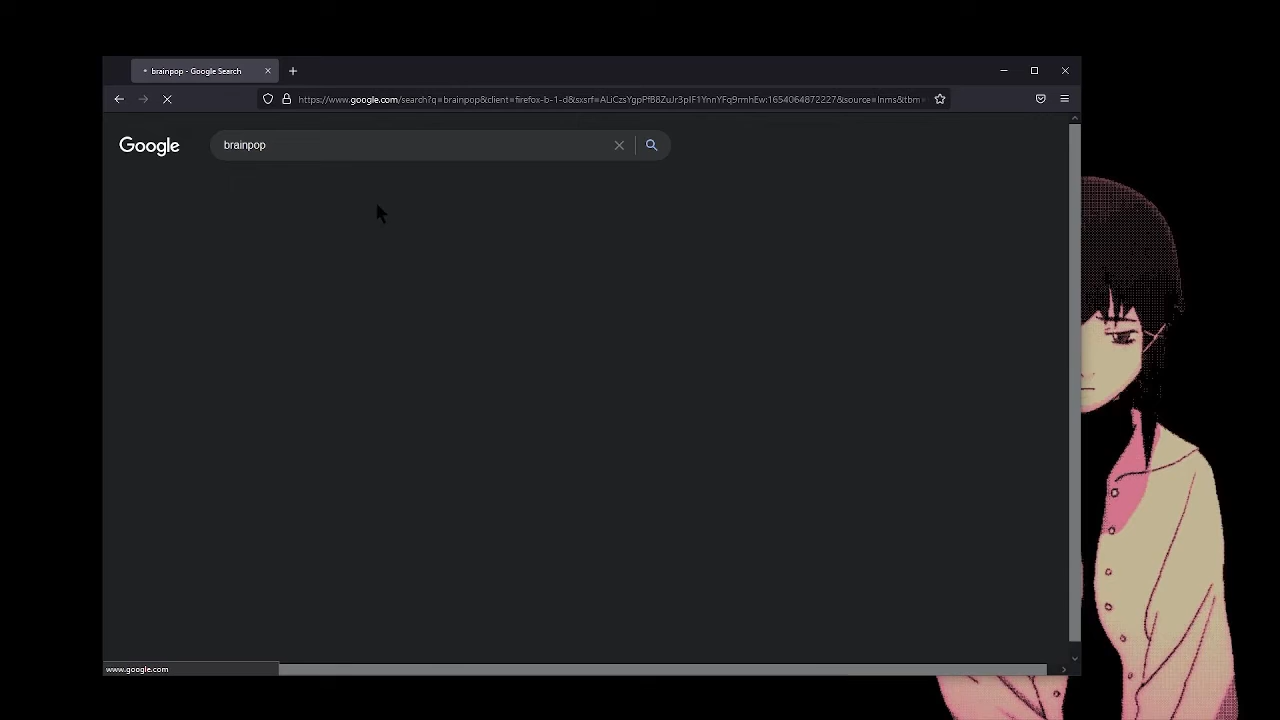 brainpop - Google Search
https://www.google.com/search?q=brainpop&client=firefox-b-1-d&sxsrf=ALiCzsYgpPfB8ZuJr3pIF1YnnYFq9rmhEw:1654064872227&source=lnms&tbm
Google
brainpop
www.google.com